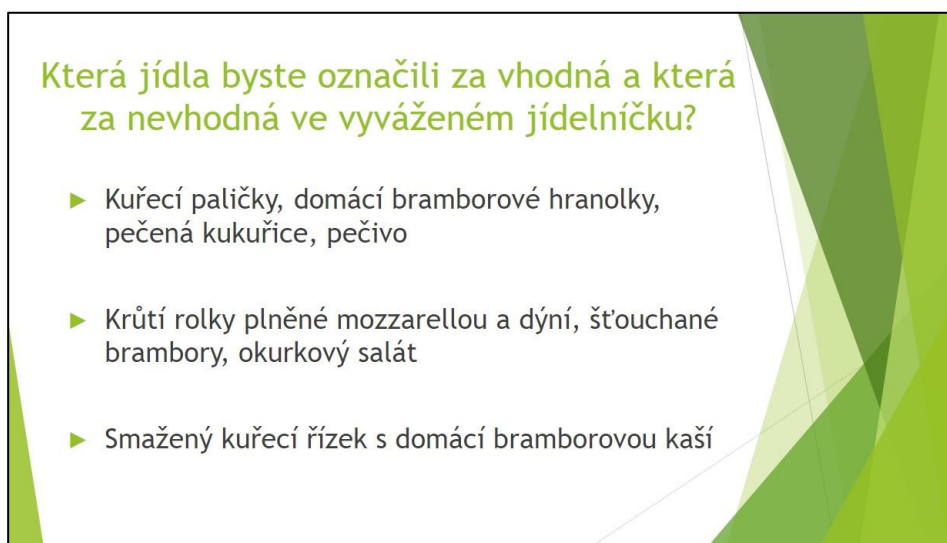 Která jídla byste označili za vhodná a která
za nevhodná ve vyváženém jídelníčku?
Kuřecí paličky, domácí bramborové hranolky,
pečená kukuřice, pečivo
Krůtí rolky plněné mozzarellou a dýní, šťouchané
brambory, okurkový salát
Smažený kuřecí řízek s domácí bramborovou kaší